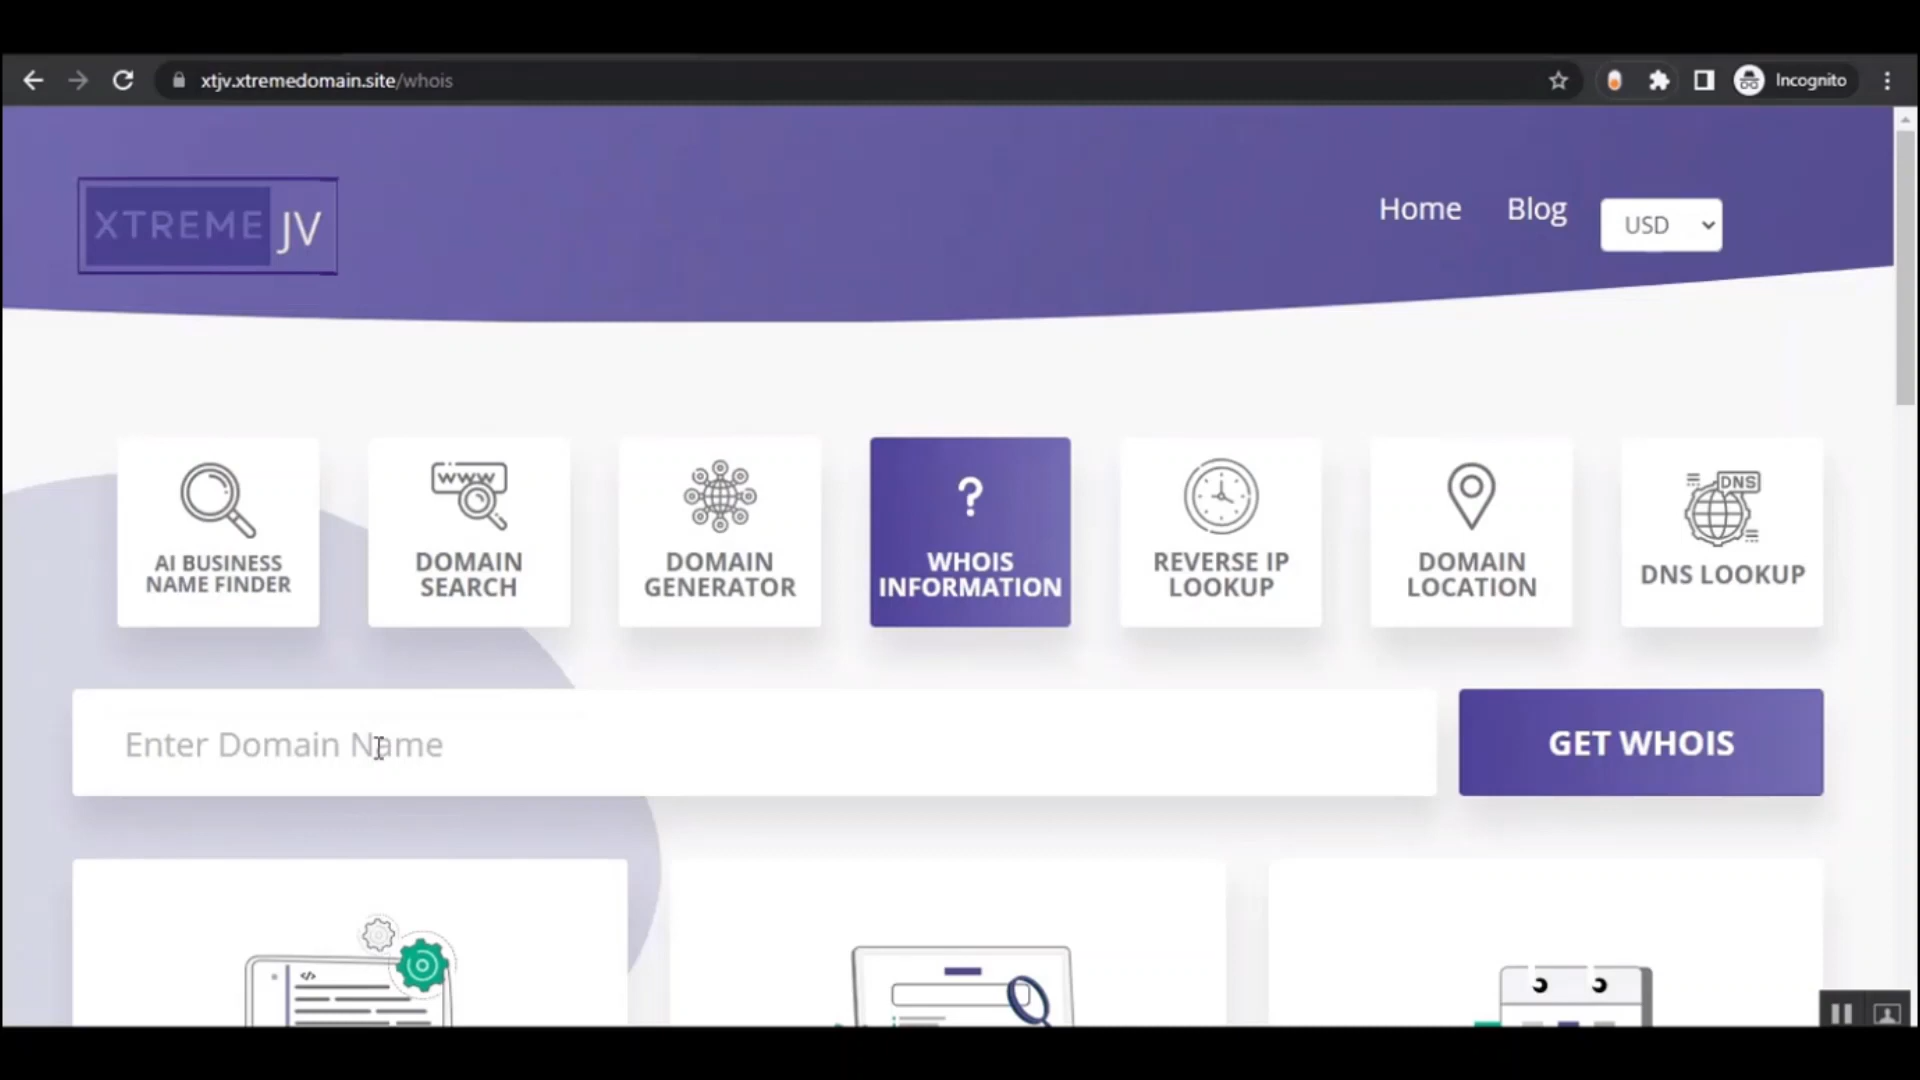 xtjv.xtremedomain.site/whois
Incognito
XTREME JV
Home
Blog
USD
AI BUSINESS
NAME FINDER
DOMAIN
SEARCH
DOMAIN
GENERATOR
WHOIS
INFORMATION
REVERSE IP
LOOKUP
DOMAIN
LOCATION
DNS LOOKUP
WWW
?
DNS
Enter Domain Name
GET WHOIS
</>